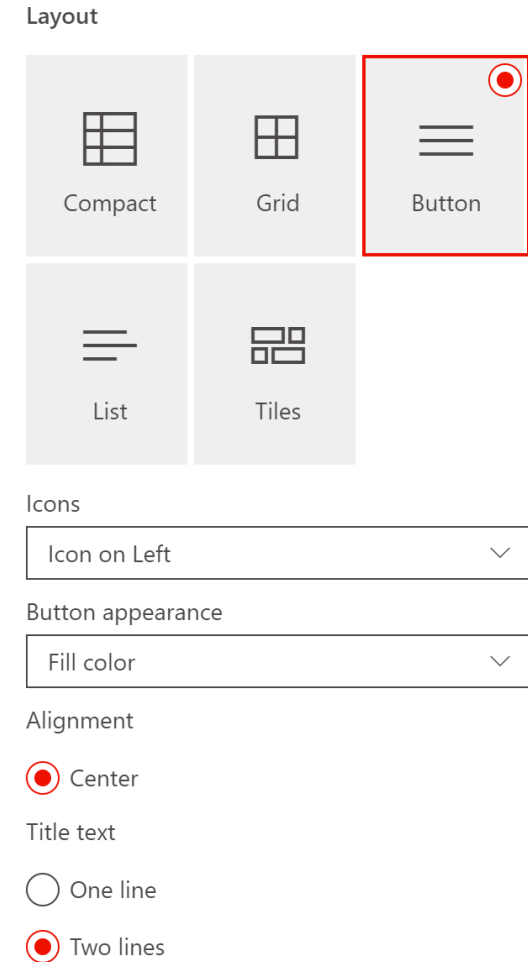 Layout
Compact
Grid
Button
List
Tiles
Icons
Icon on Left
Button appearance
Fill color
Alignment
Center
Title text
One line
Two lines